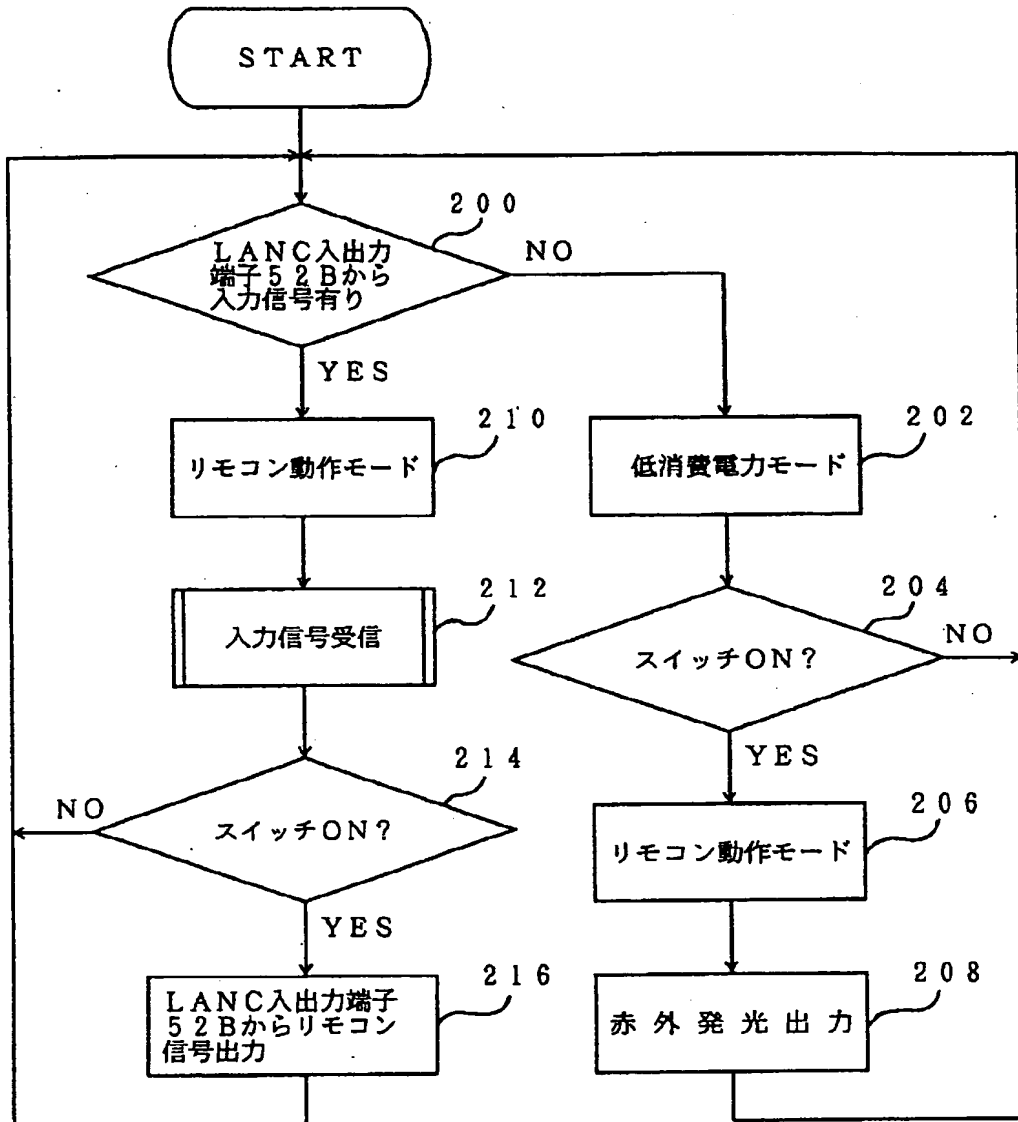 START
200
LANC入出力
端子52Bから
入力信号有り
NO
YES
210
リモコン動作モード
202
低消費電力モード
212
入力信号受信
204
スイッチON?
NO
YES
214
スイッチON?
NO
YES
206
リモコン動作モード
216
LANC入出力端子
52Bからリモコン
信号出力
208
赤外発光出力